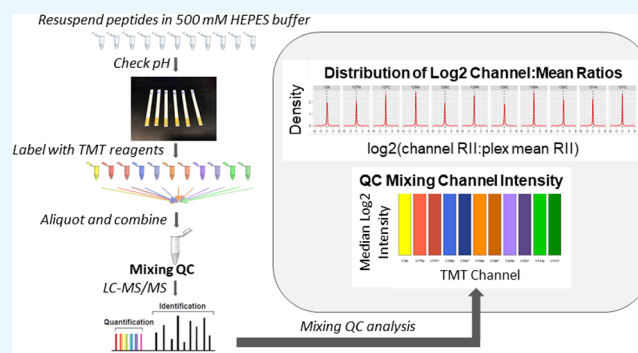 Resuspend peptides in 500 mM HEPES buffer
Check pH
Label with TMT reagents
Aliquot and combine
Mixing QC
LC-MS/MS
Identification
Quantification
Mixing QC analysis
Distribution of Log2 Channel:Mean Ratios
Density
log2(channel RII:plex mean RII)
QC Mixing Channel Intensity
Median Log2
Intensity
TMT Channel